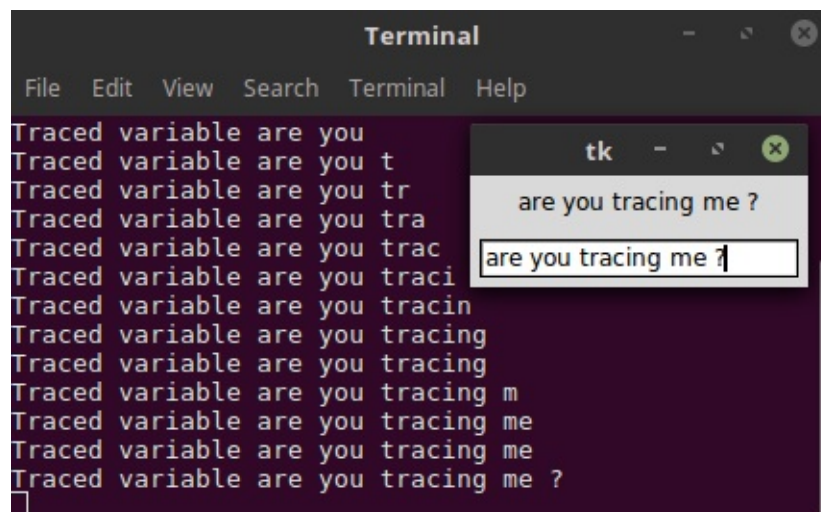 Terminal
File Edit View Search Terminal Help
Traced variable are you
Traced variable are you t
Traced variable are you tr
Traced variable are you tra
Traced variable are you trac
Traced variable are you traci
Traced variable are you tracin
Traced variable are you tracing
Traced variable are you tracing
Traced variable are you tracing m
Traced variable are you tracing me
Traced variable are you tracing me
Traced variable are you tracing me ?
tk
are you tracing me ?
are you tracing me ?